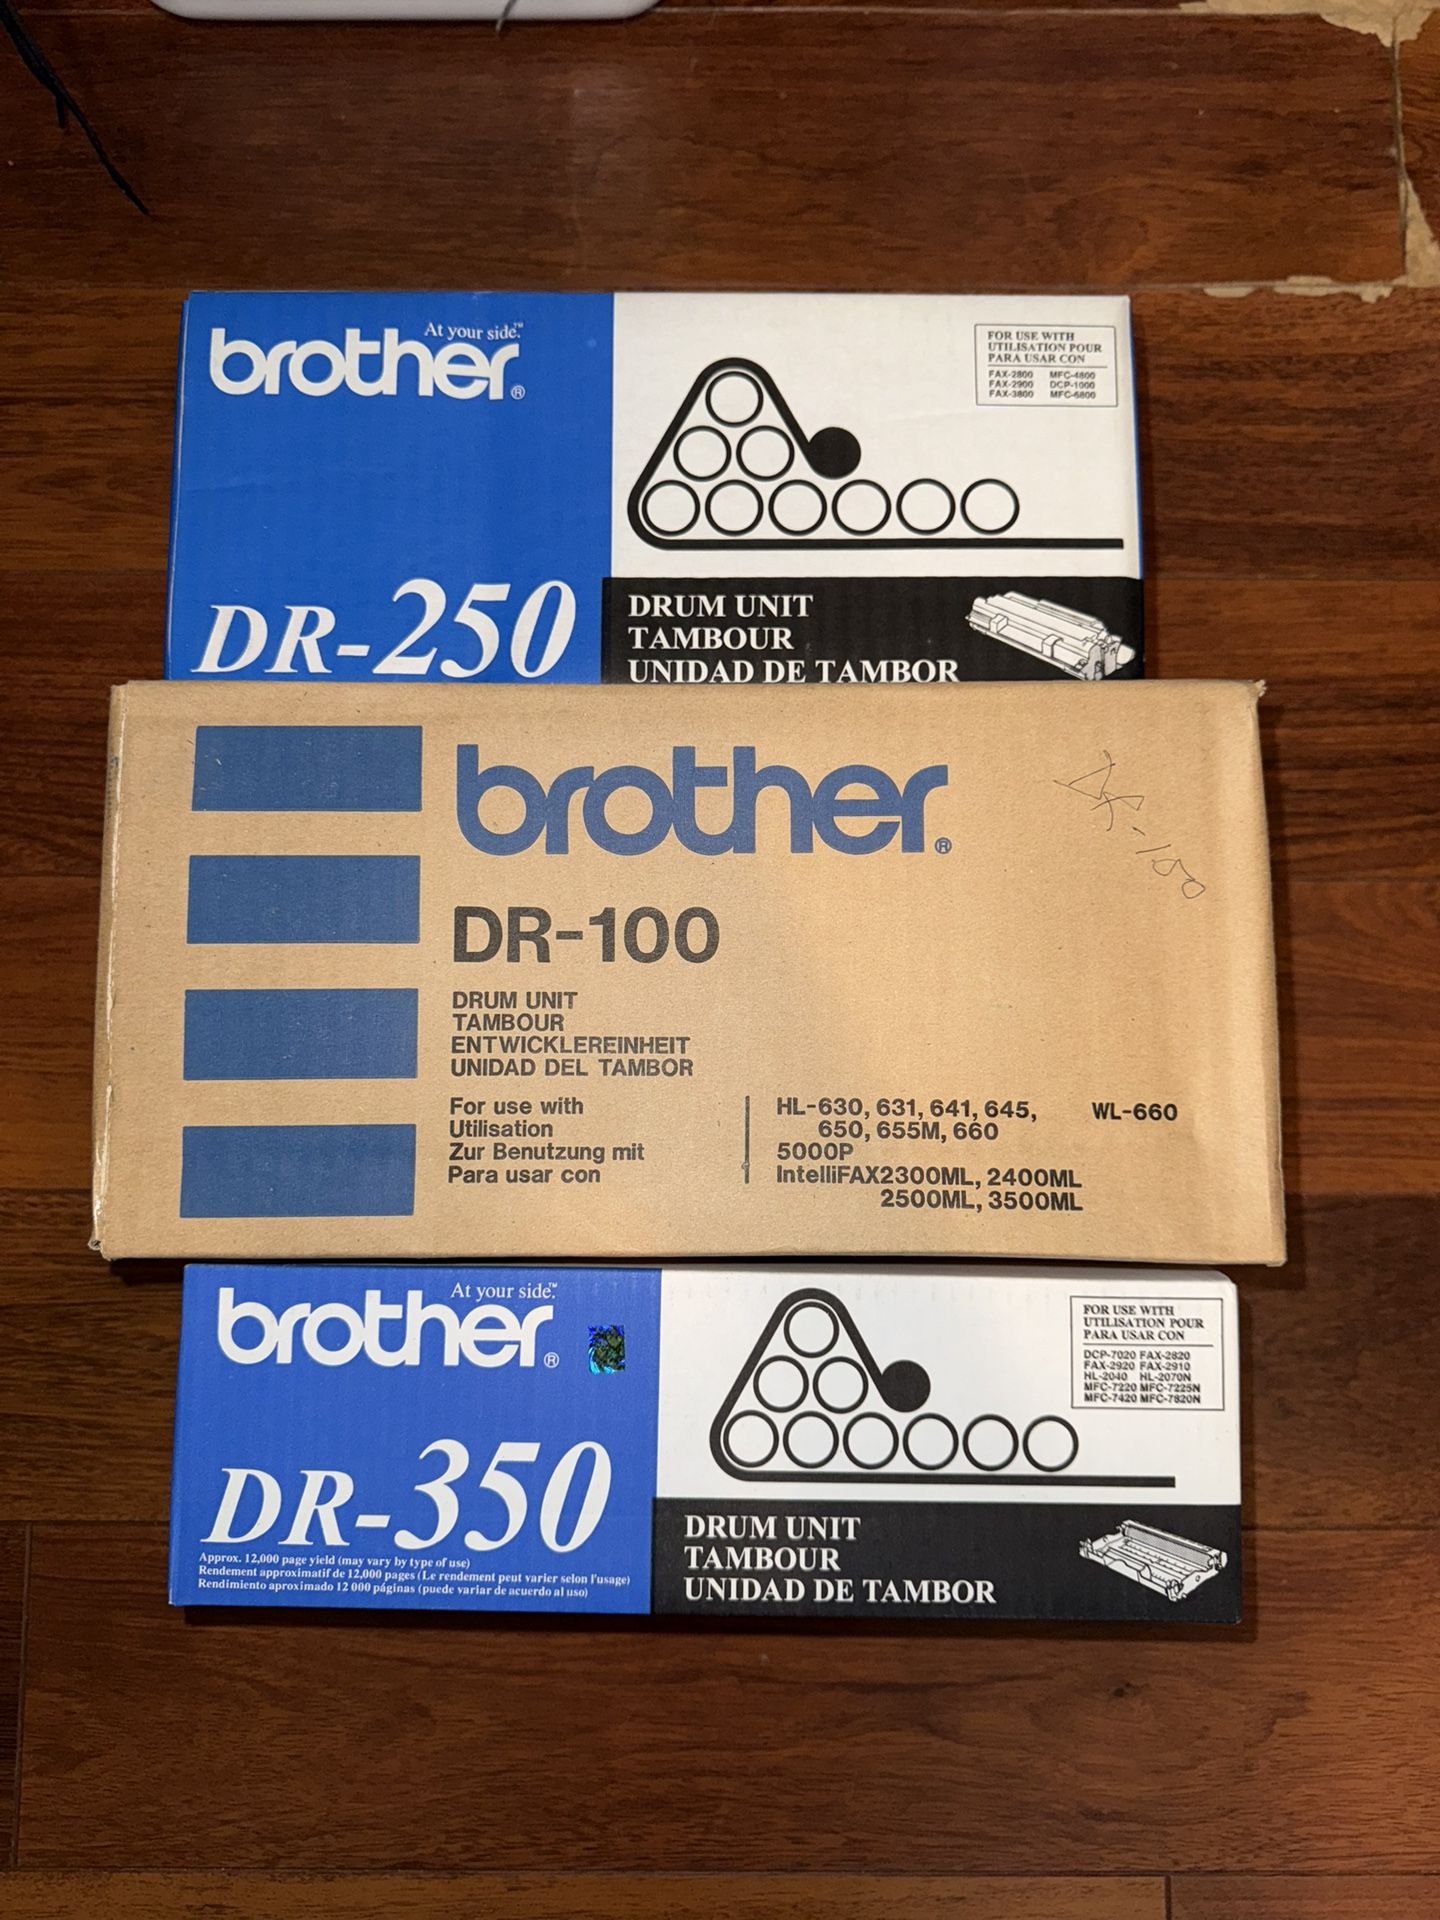 At your side.™
brother®
FOR USE WITH
UTILISATION POUR
PARA USAR CON
FAX-2800 MFC-4800
FAX-2900 DCP-1000
FAX-3800 MFC-6800
DR-250
DRUM UNIT
TAMBOUR
UNIDAD DE TAMBOR
brother®
DR-100
DRUM UNIT
TAMBOUR
ENTWICKLEREINHEIT
UNIDAD DEL TAMBOR
For use with
Utilisation
Zur Benutzung mit
Para usar con
HL-630, 631, 641, 645, WL-660
650, 655M, 660
5000P
IntelliFAX2300ML, 2400ML
2500ML, 3500ML
At your side.™
brother®
FOR USE WITH
UTILISATION POUR
PARA USAR CON
DCP-7020 FAX-2820
FAX-2920 FAX-2910
HL-2040 HL-2070N
MFC-7220 MFC-7225N
MFC-7420 MFC-7820N
DR-350
Approx. 12,000 page yield (may vary by type of use)
Rendement approximatif de 12,000 pages (Le rendement peut varier selon l'usage)
Rendimiento aproximado 12 000 páginas (puede variar de acuerdo al uso)
DRUM UNIT
TAMBOUR
UNIDAD DE TAMBOR